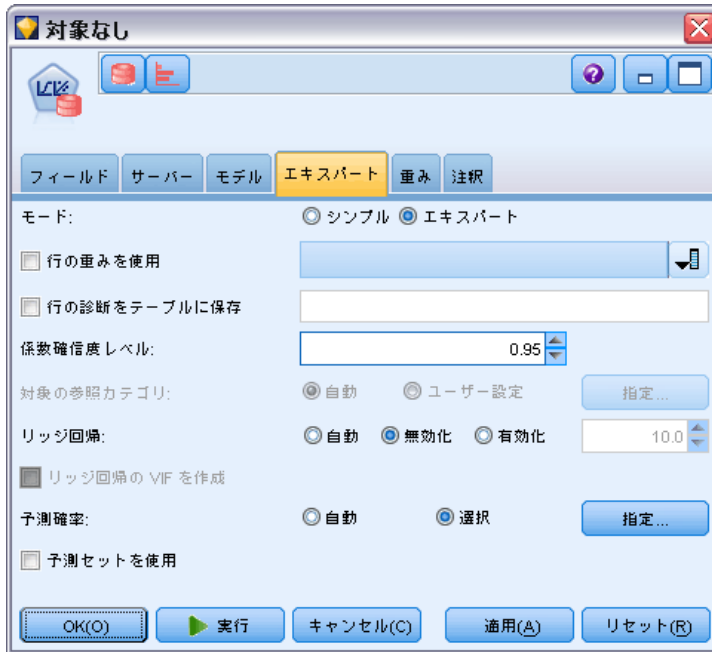 対象なし
フィールド サーバー モデル エキスパート 重み 注釈
モード: シンプル エキスパート
行の重みを使用
行の診断をテーブルに保存
係数確信度レベル: 0.95
対象の参照カテゴリ: 自動 ユーザー設定 指定...
リッジ回帰: 自動 無効化 有効化 10.0
リッジ回帰の VIF を作成
予測確率: 自動 選択 指定...
予測セットを使用
OK(O) 実行 キャンセル(C) 適用(A) リセット(R)